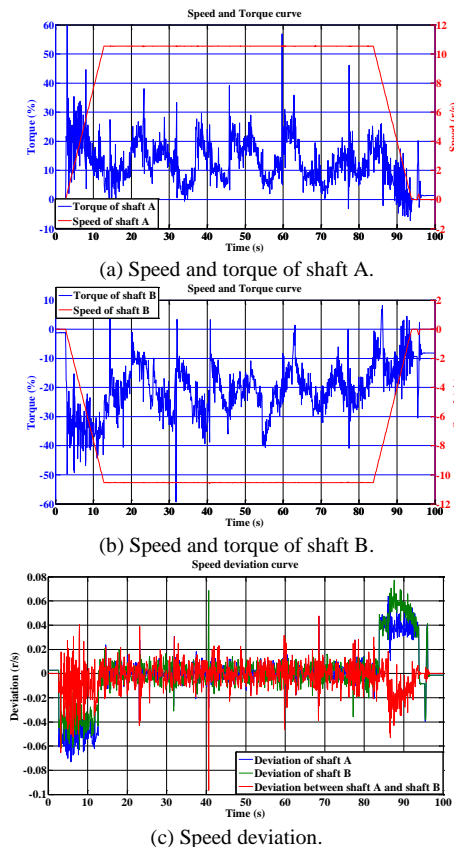 Speed and Torque curve
60
50
40
30
20
10
0
-10
Torque (%)
12
10
8
6
4
2
0
-2
Speed (r/s)
Torque of shaft A
Speed of shaft A
0 10 20 30 40 50 60 70 80 90 100
Time (s)
(a) Speed and torque of shaft A.
Speed and Torque curve
Torque of shaft B
Speed of shaft B
10
0
-10
-20
-30
-40
-50
-60
Torque (%)
2
0
-2
-4
-6
-8
-10
-12
0 10 20 30 40 50 60 70 80 90 100
Time (s)
(b) Speed and torque of shaft B.
Speed deviation curve
0.08
0.06
0.04
0.02
0
-0.02
-0.04
-0.06
-0.08
-0.1
Deviation (r/s)
Deviation of shaft A
Deviation of shaft B
Deviation between shaft A and shaft B
0 10 20 30 40 50 60 70 80 90 100
Time (s)
(c) Speed deviation.